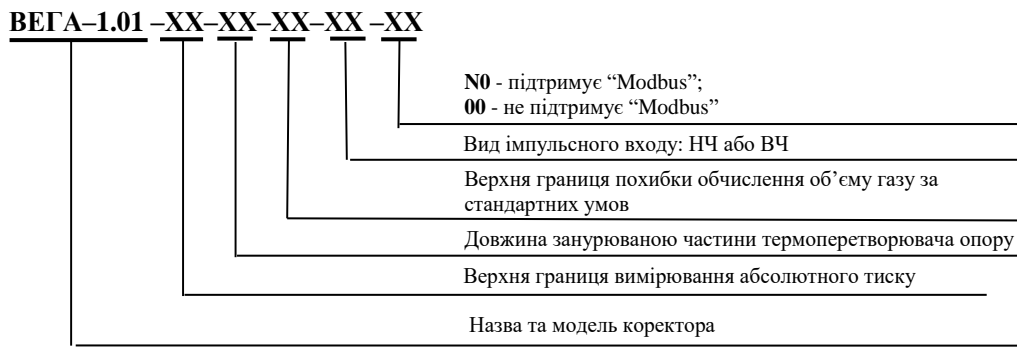 ВЕГА–1.01 –XX–XX–XX–XX –XX
N0 - підтримує “Modbus”;
00 - не підтримує “Modbus”
Вид імпульсного входу: НЧ або ВЧ
Верхня границя похибки обчислення об’єму газу за
стандартних умов
Довжина занурюваною частини термоперетворювача опору
Верхня границя вимірювання абсолютного тиску
Назва та модель коректора